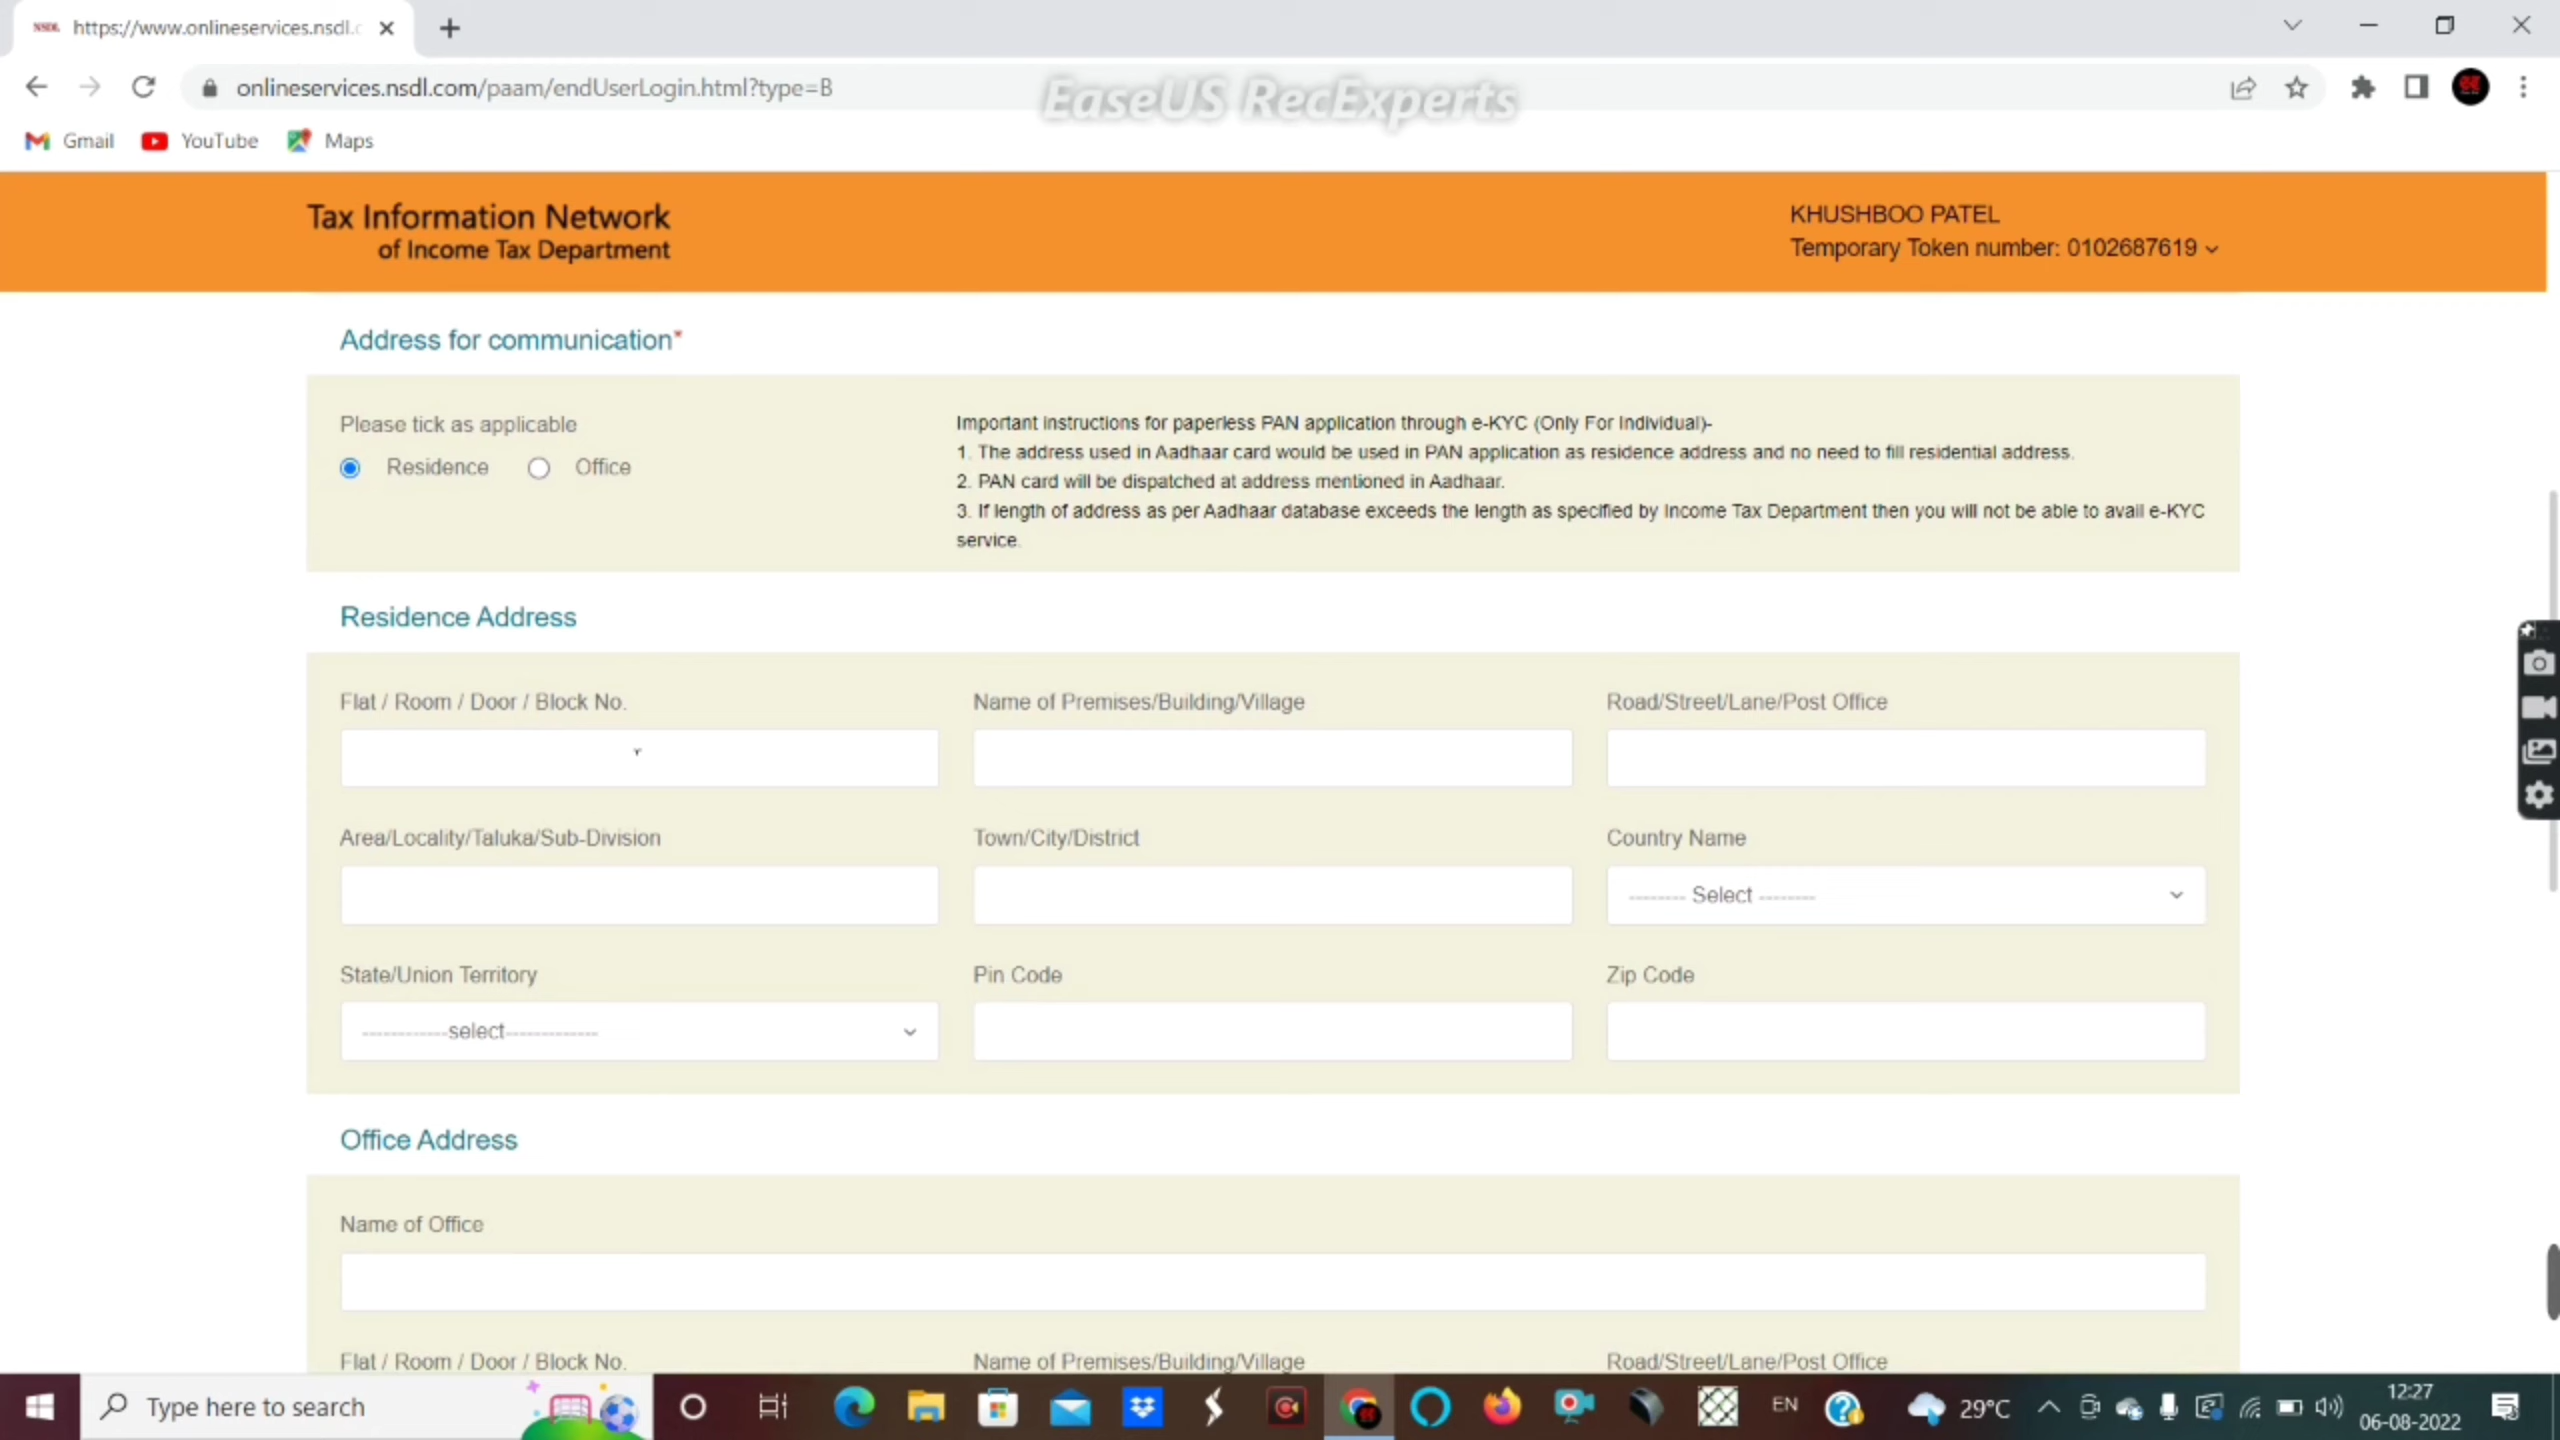 NSDL https://www.onlineservices.nsdl.c
onlineservices.nsdl.com/paam/endUserLogin.html?type=B
EaseUS RecExperts
Gmail YouTube Maps
Tax Information Network
of Income Tax Department
KHUSHBOO PATEL
Temporary Token number: 0102687619
Address for communication*
Please tick as applicable
Residence Office
Important Instructions for paperless PAN application through e-KYC (Only For Individual)-
1. The address used in Aadhaar card would be used in PAN application as residence address and no need to fill residential address.
2. PAN card will be dispatched at address mentioned in Aadhaar.
3. If length of address as per Aadhaar database exceeds the length as specified by Income Tax Department then you will not be able to avail e-KYC
service.
Residence Address
Flat / Room / Door / Block No. Name of Premises/Building/Village Road/Street/Lane/Post Office
Area/Locality/Taluka/Sub-Division Town/City/District Country Name
-------- Select --------
State/Union Territory Pin Code Zip Code
------------select-------------
Office Address
Name of Office
Flat / Room / Door / Block No. Name of Premises/Building/Village Road/Street/Lane/Post Office
Type here to search EN 29°C 12:27
06-08-2022